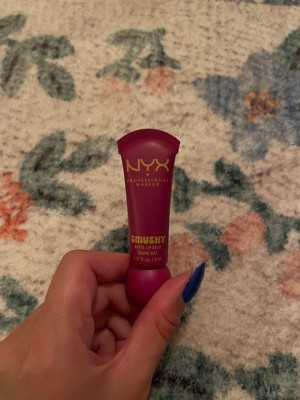 NYX
PROFESSIONAL
MAKEUP
SMUSHY
MATTE LIP BALM